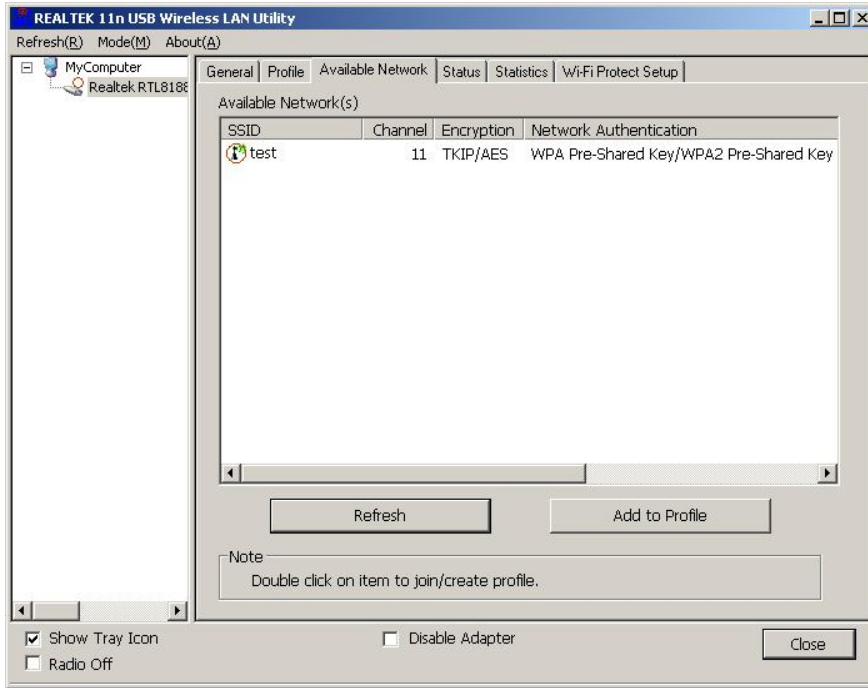 REALTEK 11n USB Wireless LAN Utility
Refresh(R) Mode(M) About(A)
MyComputer
Realtek RTL8188
General Profile Available Network Status Statistics Wi-Fi Protect Setup
Available Network(s)
SSID Channel Encryption Network Authentication
test 11 TKIP/AES WPA Pre-Shared Key/WPA2 Pre-Shared Key
Refresh Add to Profile
Note
Double click on item to join/create profile.
Show Tray Icon Disable Adapter Close
Radio Off